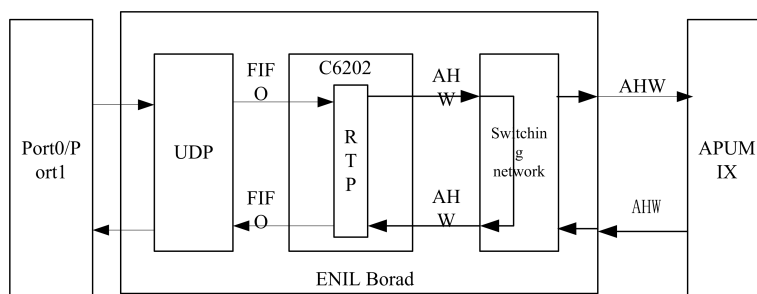 C6202
FIF
O
AH
W
AHW
Port0/P
ort1
UDP
R
T
P
Switchin
g
network
APUM
IX
FIF
O
AH
W
AHW
ENIL Borad